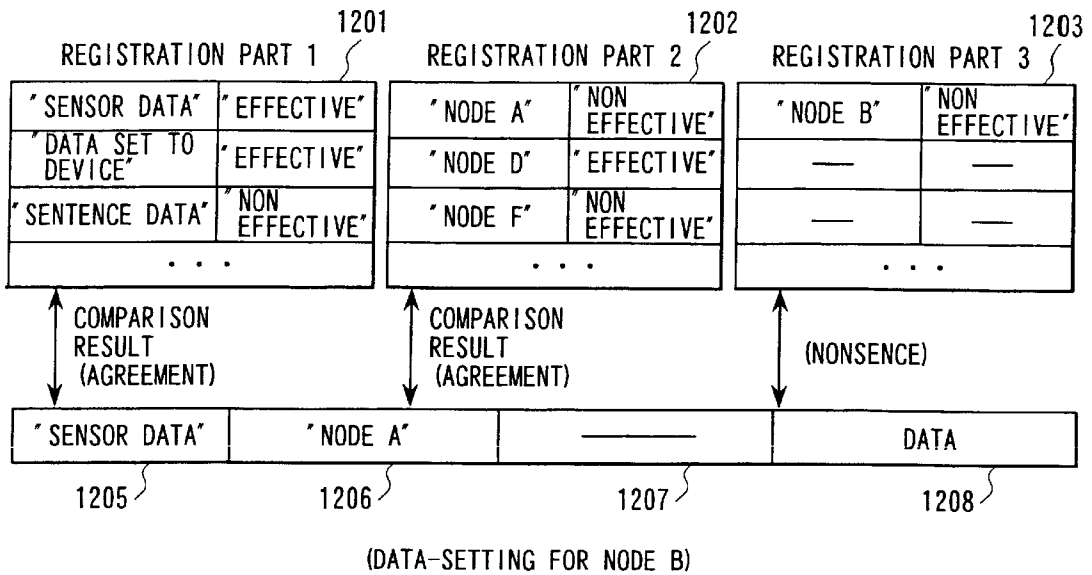 1201
1202
1203
REGISTRATION PART 1
REGISTRATION PART 2
REGISTRATION PART 3
"SENSOR DATA" "EFFECTIVE"
"DATA SET TO DEVICE" "EFFECTIVE"
"SENTENCE DATA" "NON EFFECTIVE"
. . .
"NODE A" "NON EFFECTIVE"
"NODE D" "EFFECTIVE"
"NODE F" "NON EFFECTIVE"
. . .
"NODE B" "NON EFFECTIVE"
— —
— —
. . .
COMPARISON
RESULT
(AGREEMENT)
COMPARISON
RESULT
(AGREEMENT)
(NONSENCE)
"SENSOR DATA" "NODE A" — DATA
1205 1206 1207 1208
(DATA-SETTING FOR NODE B)